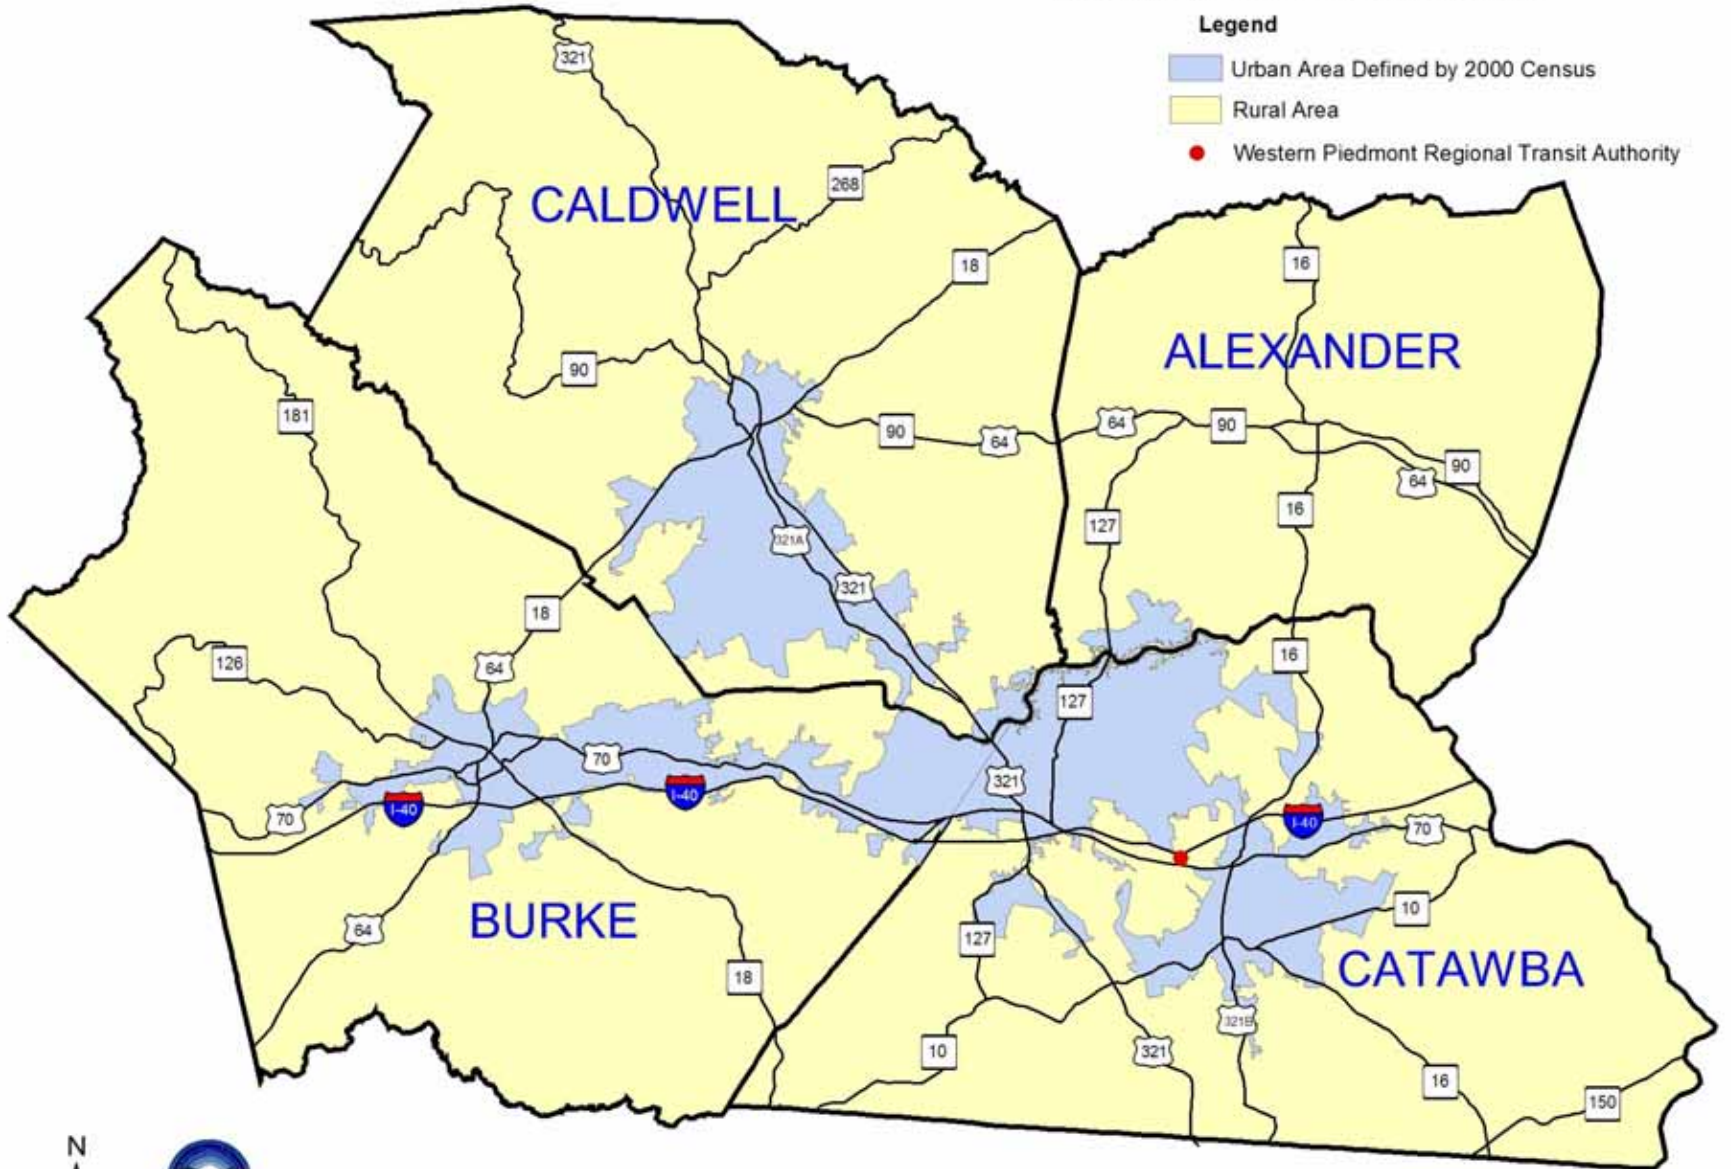 Legend
Urban Area Defined by 2000 Census
Rural Area
Western Piedmont Regional Transit Authority
321
268
CALDWELL
18
16
ALEXANDER
90
181
64
90
90
64
90
64
127
16
321A
321
18
126
64
16
127
70
321
I-40
I-40
70
I-40
70
10
BURKE
64
127
CATAWBA
18
321B
10
321
16
150
N